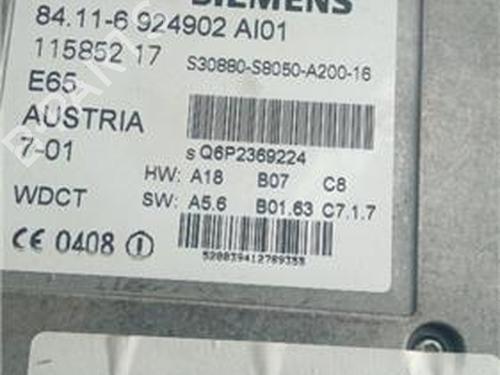 SIEMENS
84.11-6 924902 AI01
115852 17
S30880-S8050-A200-16
E65
AUSTRIA
7-01
s Q6P2369224
HW: A18 B07 C8
WDCT
SW: A5.6 B01.63 C7.1.7
CE 0408
520039412789355